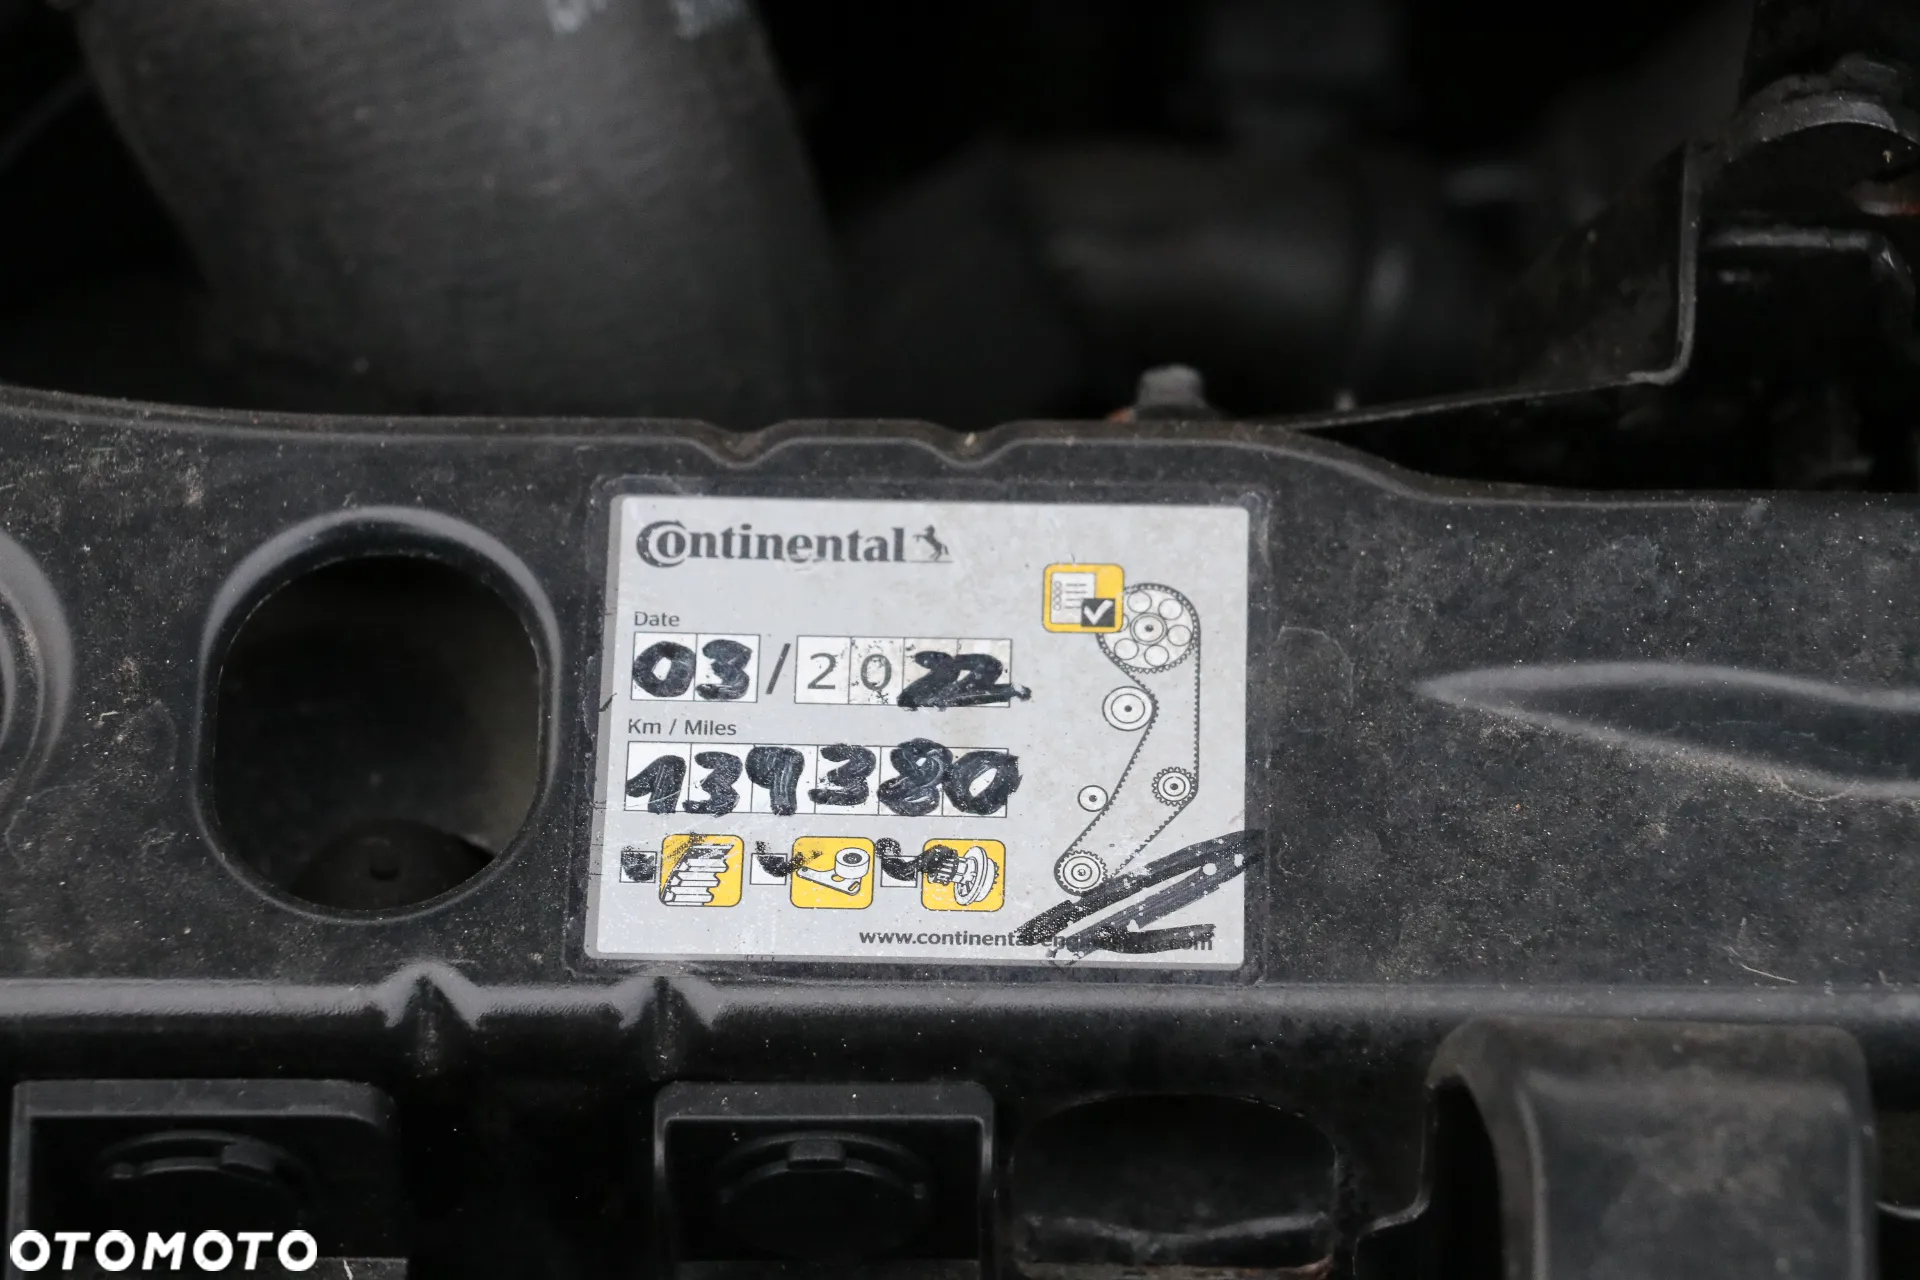 Continental
Date
03/2022
Km / Miles
139380
OTOMOTO